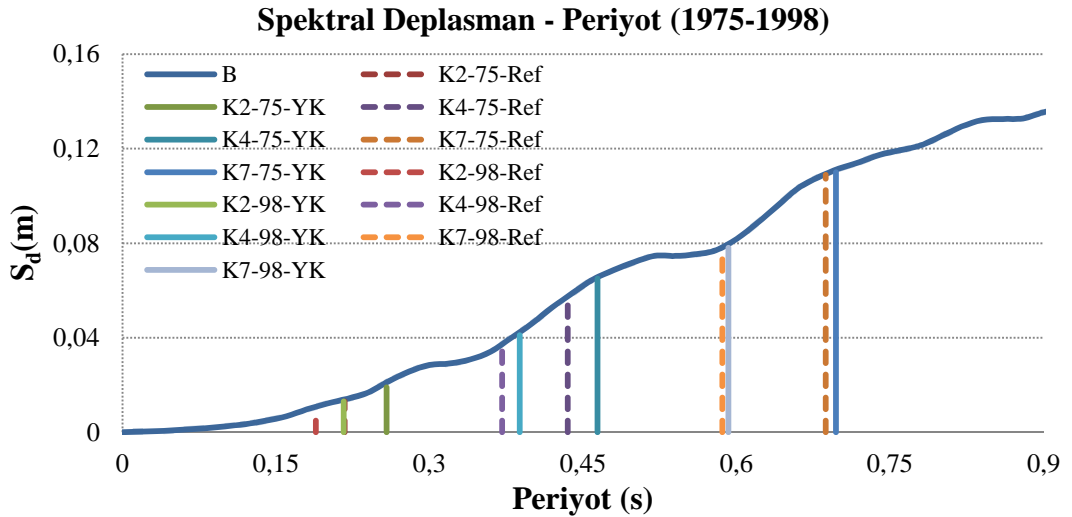 Spektral Deplasman - Periyot (1975-1998)
0,16
0,12
0,08
0,04
0
S_d(m)
B
K2-75-YK
K4-75-YK
K7-75-YK
K2-98-YK
K4-98-YK
K7-98-YK
K2-75-Ref
K4-75-Ref
K7-75-Ref
K2-98-Ref
K4-98-Ref
K7-98-Ref
0 0,15 0,3 0,45 0,6 0,75 0,9
Periyot (s)